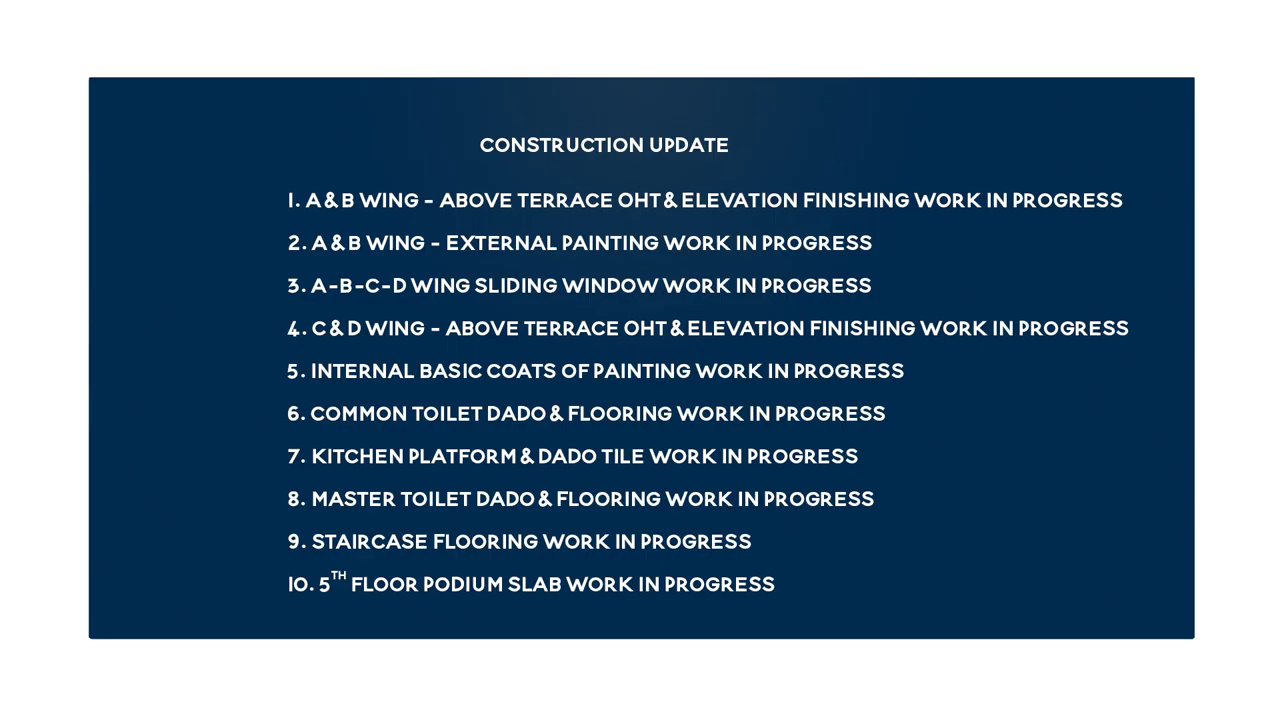 CONSTRUCTION UPDATE
1. A & B WING - ABOVE TERRACE OHT & ELEVATION FINISHING WORK IN PROGRESS
2. A & B WING - EXTERNAL PAINTING WORK IN PROGRESS
3. A-B-C-D WING SLIDING WINDOW WORK IN PROGRESS
4. C & D WING - ABOVE TERRACE OHT & ELEVATION FINISHING WORK IN PROGRESS
5. INTERNAL BASIC COATS OF PAINTING WORK IN PROGRESS
6. COMMON TOILET DADO & FLOORING WORK IN PROGRESS
7. KITCHEN PLATFORM & DADO TILE WORK IN PROGRESS
8. MASTER TOILET DADO & FLOORING WORK IN PROGRESS
9. STAIRCASE FLOORING WORK IN PROGRESS
10. 5TH FLOOR PODIUM SLAB WORK IN PROGRESS